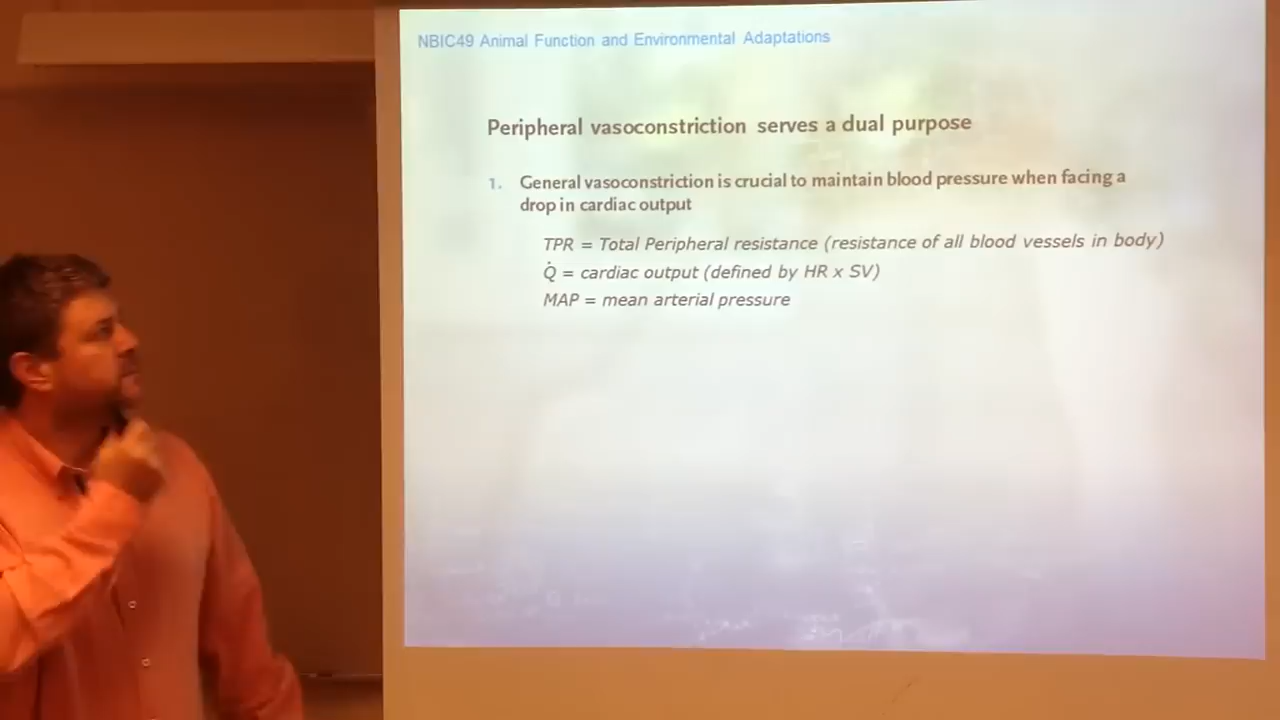 NBIC49 Animal Function and Environmental Adaptations
Peripheral vasoconstriction serves a dual purpose
1. General vasoconstriction is crucial to maintain blood pressure when facing a
drop in cardiac output
TPR = Total Peripheral resistance (resistance of all blood vessels in body)
Q̇ = cardiac output (defined by HR x SV)
MAP = mean arterial pressure